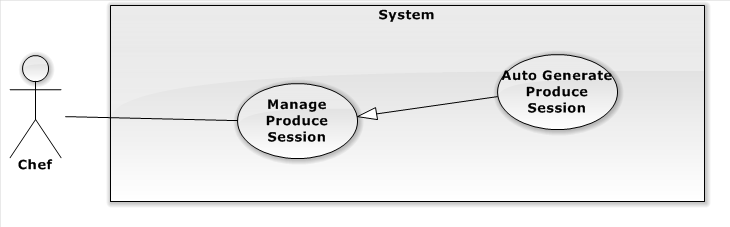 System
Auto Generate
Produce
Session
Manage
Produce
Session
Chef